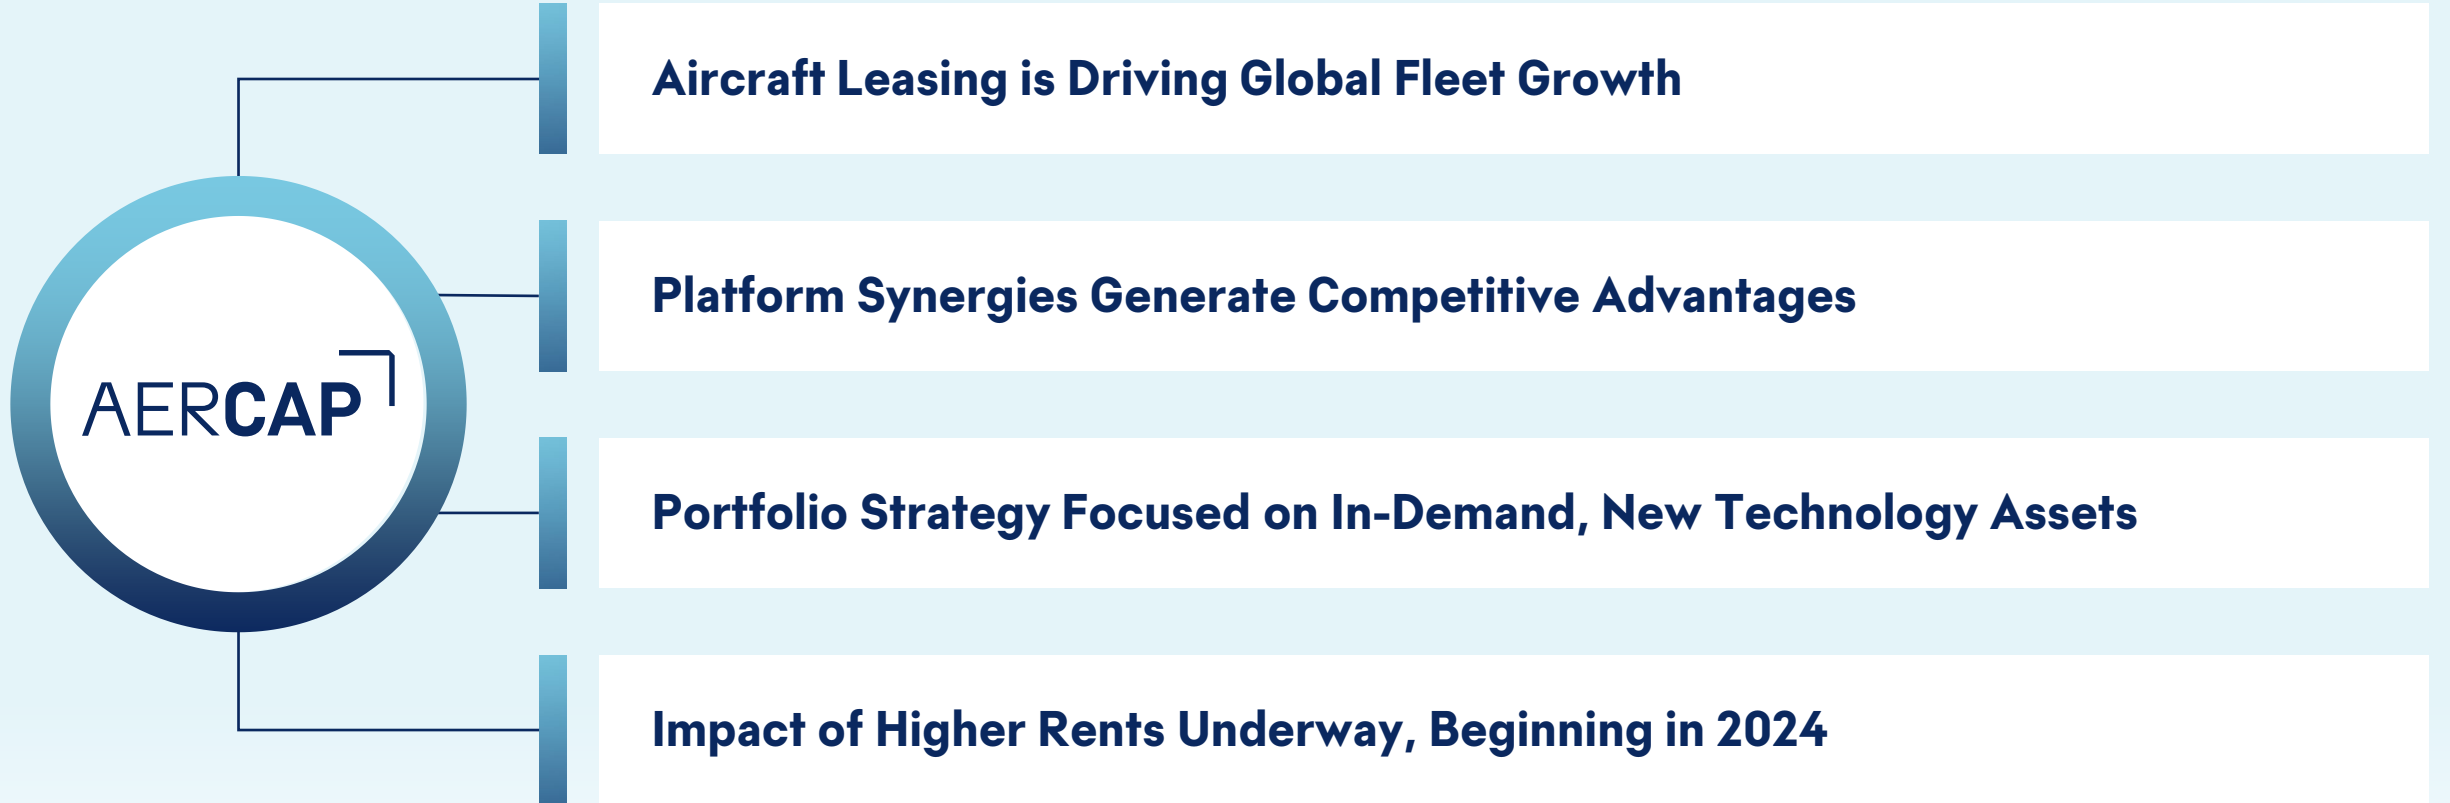 Aircraft Leasing is Driving Global Fleet Growth
Platform Synergies Generate Competitive Advantages
AERCAP
Portfolio Strategy Focused on In-Demand, New Technology Assets
Impact of Higher Rents Underway, Beginning in 2024